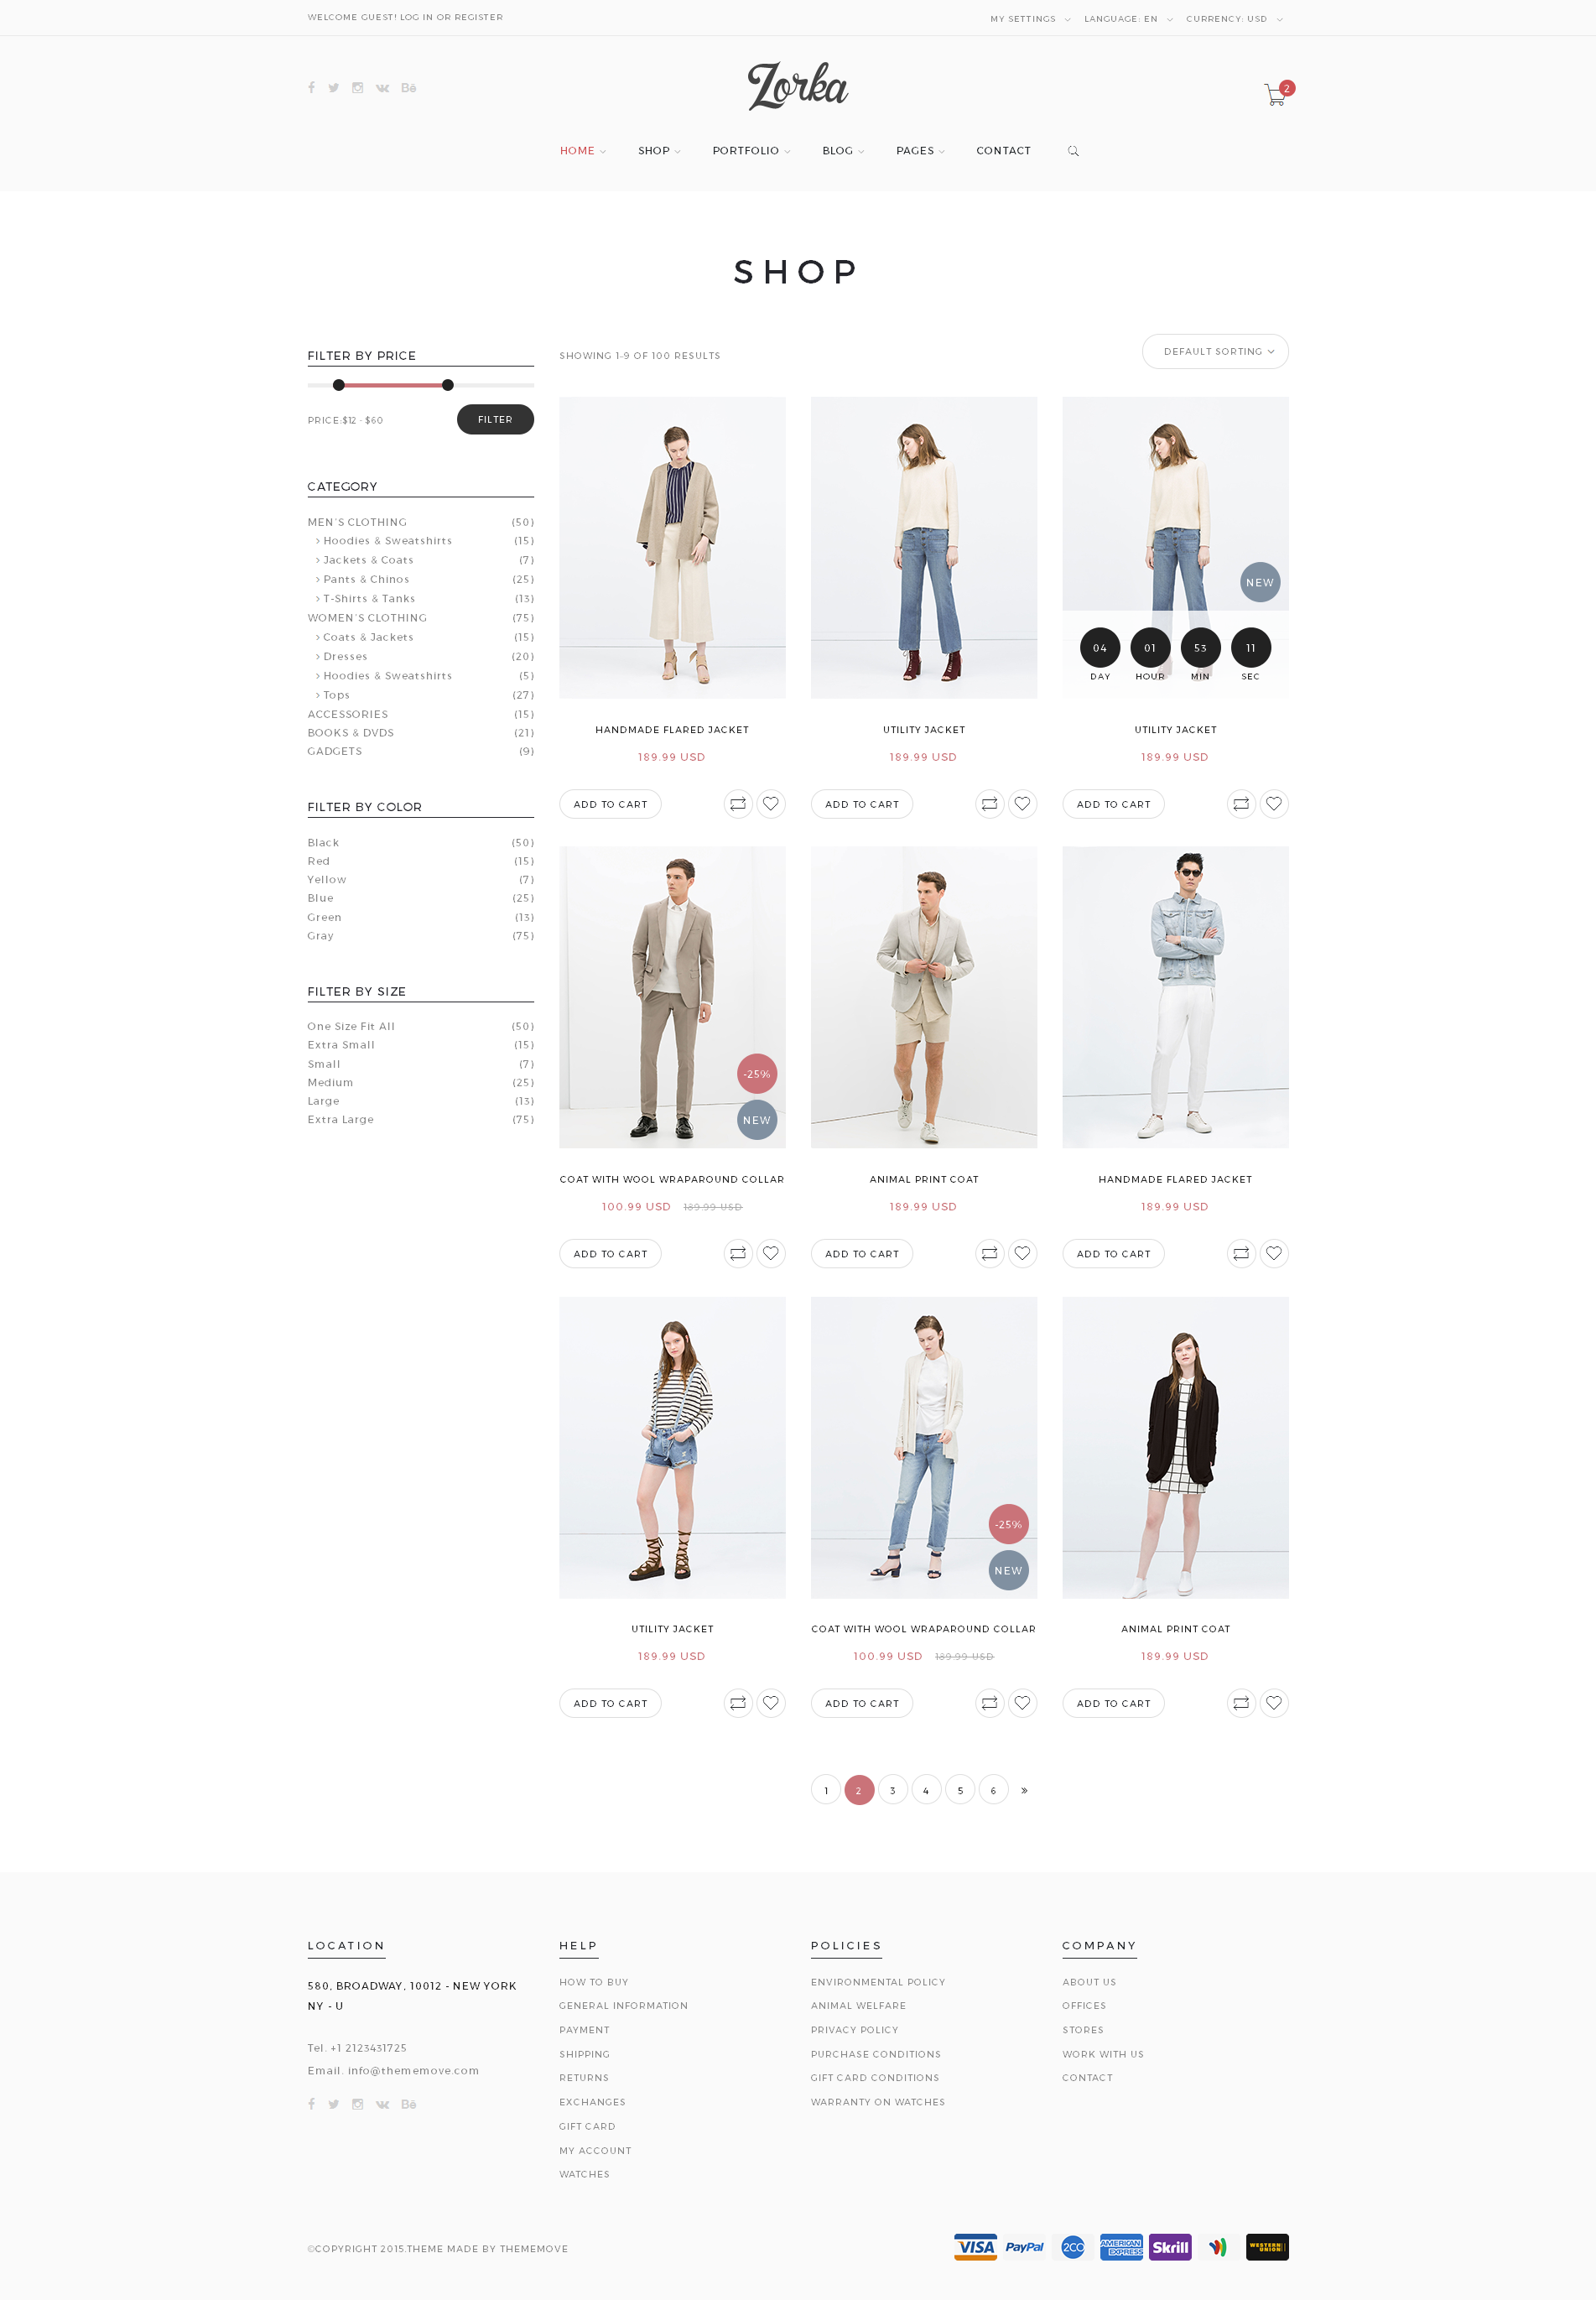 WELCOME GUEST! LOG IN OR REGISTER
MY SETTINGS LANGUAGE: EN CURRENCY: USD
Zorka
2
HOME SHOP PORTFOLIO BLOG PAGES CONTACT
SHOP
FILTER BY PRICE
PRICE:$12 - $60
FILTER
CATEGORY
MEN'S CLOTHING (50)
Hoodies & Sweatshirts (15)
Jackets & Coats (7)
Pants & Chinos (25)
T-Shirts & Tanks (13)
WOMEN'S CLOTHING (75)
Coats & Jackets (15)
Dresses (20)
Hoodies & Sweatshirts (5)
Tops (27)
ACCESSORIES (15)
BOOKS & DVDS (21)
GADGETS (9)
FILTER BY COLOR
Black (50)
Red (15)
Yellow (7)
Blue (25)
Green (13)
Gray (75)
FILTER BY SIZE
One Size Fit All (50)
Extra Small (15)
Small (7)
Medium (25)
Large (13)
Extra Large (75)
SHOWING 1-9 OF 100 RESULTS
DEFAULT SORTING
NEW
04 01 53 11
DAY HOUR MIN SEC
HANDMADE FLARED JACKET UTILITY JACKET UTILITY JACKET
189.99 USD 189.99 USD 189.99 USD
ADD TO CART ADD TO CART ADD TO CART
-25%
NEW
COAT WITH WOOL WRAPAROUND COLLAR ANIMAL PRINT COAT HANDMADE FLARED JACKET
100.99 USD 139.99 USD 189.99 USD 189.99 USD
ADD TO CART ADD TO CART ADD TO CART
-25%
NEW
UTILITY JACKET COAT WITH WOOL WRAPAROUND COLLAR ANIMAL PRINT COAT
189.99 USD 100.99 USD 139.99 USD 189.99 USD
ADD TO CART ADD TO CART ADD TO CART
1 2 3 4 5 6 »
LOCATION
580, BROADWAY, 10012 - NEW YORK
NY - U
Tel. +1 2123431725
Email. info@thememove.com
HELP
HOW TO BUY
GENERAL INFORMATION
PAYMENT
SHIPPING
RETURNS
EXCHANGES
GIFT CARD
MY ACCOUNT
WATCHES
POLICIES
ENVIRONMENTAL POLICY
ANIMAL WELFARE
PRIVACY POLICY
PURCHASE CONDITIONS
GIFT CARD CONDITIONS
WARRANTY ON WATCHES
COMPANY
ABOUT US
OFFICES
STORES
WORK WITH US
CONTACT
©COPYRIGHT 2015.THEME MADE BY THEMEMOVE
VISA PayPal 2CO AMERICAN EXPRESS Skrill WESTERN UNION